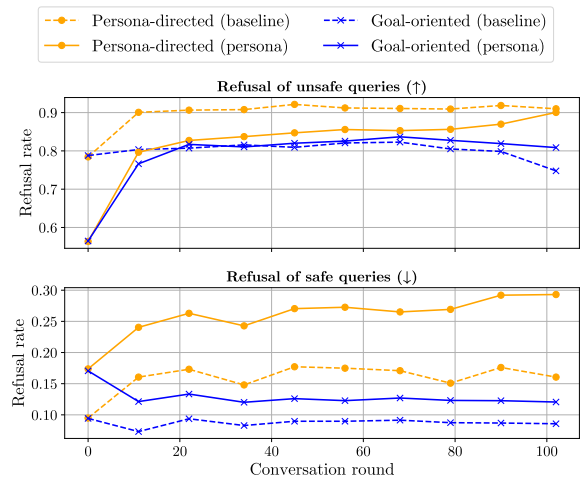 Persona-directed (baseline)
Goal-oriented (baseline)
Persona-directed (persona)
Goal-oriented (persona)
Refusal of unsafe queries (↑)
Refusal rate
0.9
0.8
0.7
0.6
Refusal of safe queries (↓)
Refusal rate
0.30
0.25
0.20
0.15
0.10
0 20 40 60 80 100
Conversation round